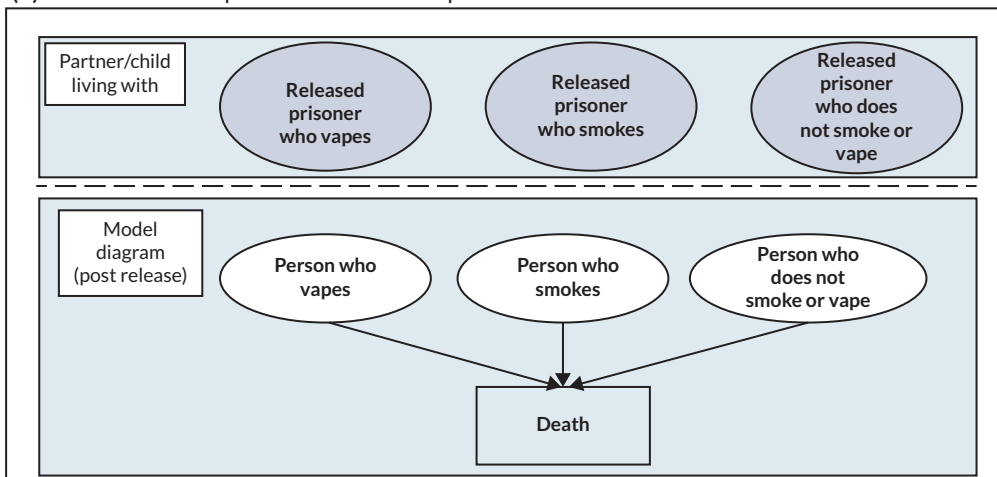 Partner/child
living with
Released
prisoner
who vapes
Released
prisoner
who smokes
Released
prisoner
who does
not smoke or
vape
Model
diagram
(post release)
Person who
vapes
Person who
smokes
Person who
does not
smoke or vape
Death